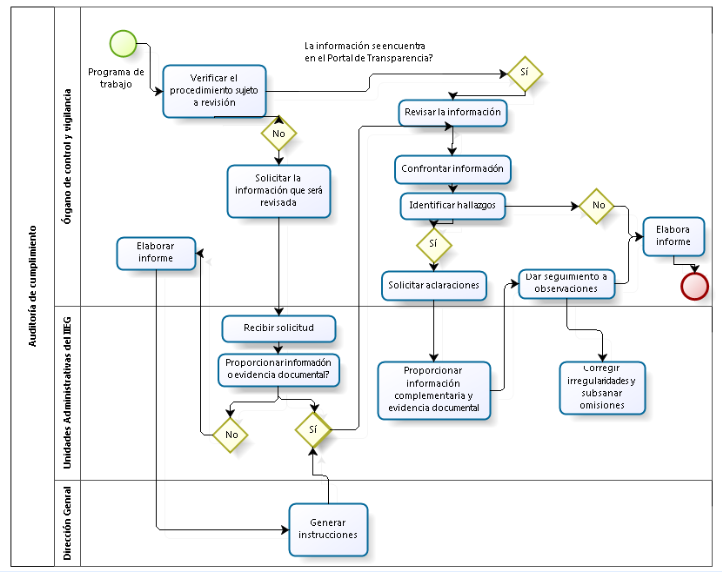 Auditoría de cumplimiento
Órgano de control y vigilancia
Programa de
trabajo
Verificar el
procedimiento sujeto
a revisión
La información se encuentra
en el Portal de Transparencia?
Sí
Revisar la información
No
Solicitar la
información que será
revisada
Confrontar información
Identificar hallazgos
No
Sí
Elabora
informe
Elaborar
informe
Solicitar aclaraciones
Dar seguimiento a
observaciones
Unidades Administrativas del IIEG
Recibir solicitud
Proporcionar información
o evidencia documental?
No
Sí
Proporcionar
información
complementaria y
evidencia documental
Corregir
irregularidades y
subsanar
omisiones
Dirección Genral
Generar
instrucciones